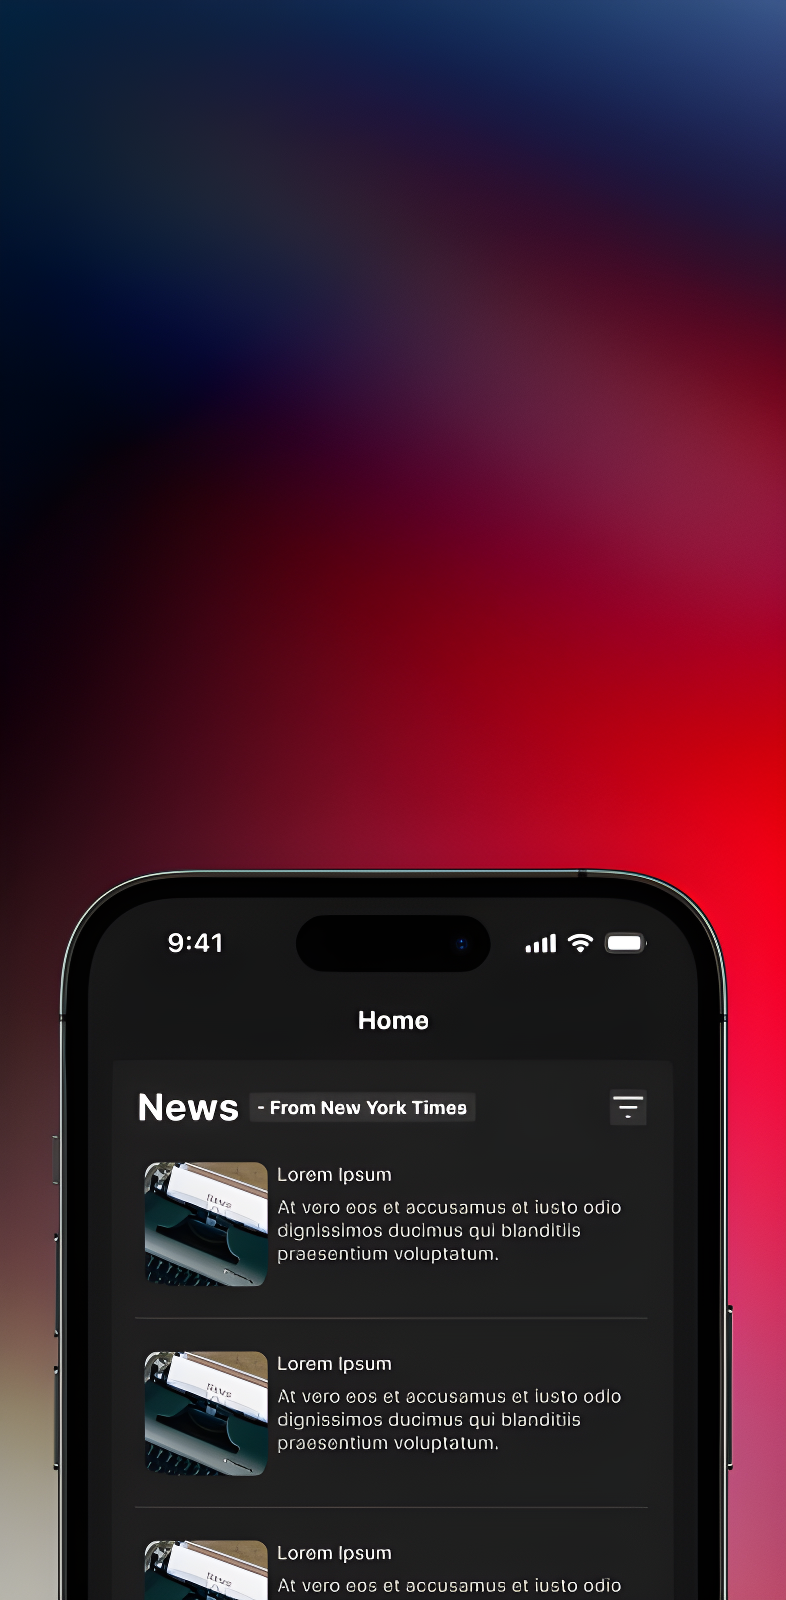 9:41
Home
News - From New York Times
Lorem Ipsum
At vero eos et accusamus et iusto odio
dignissimos ducimus qui blanditiis
praesentium voluptatum.
Lorem Ipsum
At vero eos et accusamus et iusto odio
dignissimos ducimus qui blanditiis
praesentium voluptatum.
Lorem Ipsum
At vero eos et accusamus et iusto odio